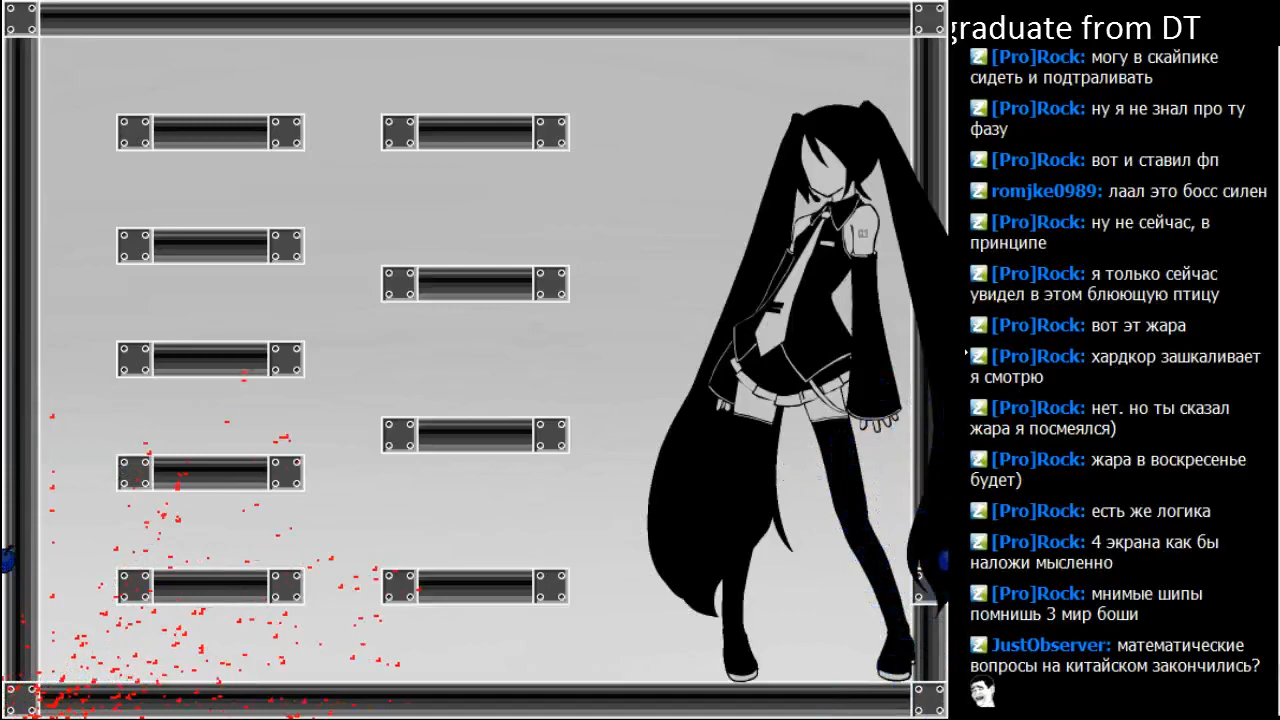 graduate from DT
[Pro]Rock: могу в скайпике
сидеть и подтраливать
[Pro]Rock: ну я не знал про ту
фазу
[Pro]Rock: вот и ставил фп
romjke0989: лаал это босс силен
[Pro]Rock: ну не сейчас, в
принципе
[Pro]Rock: я только сейчас
увидел в этом блюющую птицу
[Pro]Rock: вот эт жара
[Pro]Rock: хардкор зашкаливает
я смотрю
[Pro]Rock: нет. но ты сказал
жара я посмеялся)
[Pro]Rock: жара в воскресенье
будет)
[Pro]Rock: есть же логика
[Pro]Rock: 4 экрана как бы
наложи мысленно
[Pro]Rock: мнимые шипы
помнишь 3 мир боши
JustObserver: математические
вопросы на китайском закончились?